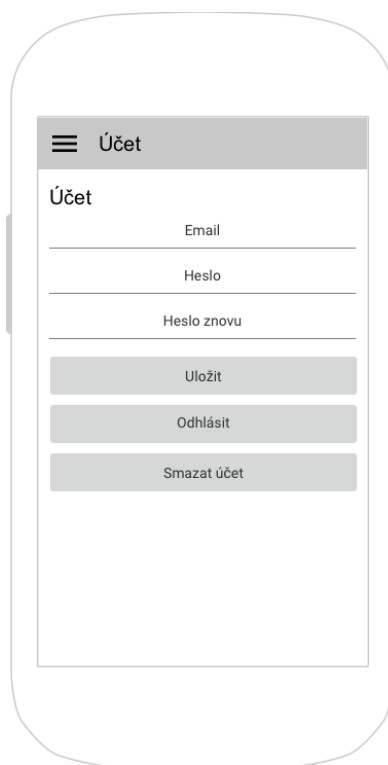 Účet
Účet
Email
Heslo
Heslo znovu
Uložit
Odhlásit
Smazat účet